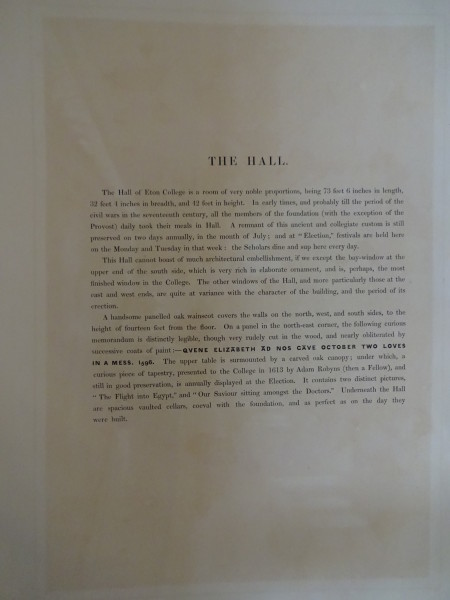 THE HALL.
The Hall of Eton College is a room of very noble proportions, being 73 feet 6 inches in length,
32 feet 4 inches in breadth, and 42 feet in height. In early times, and probably till the period of the
civil wars in the seventeenth century, all the members of the foundation (with the exception of the
Provost) daily took their meals in Hall. A remnant of this ancient and collegiate custom is still
preserved on two days annually, in the month of July; and at "Election," festivals are held here
on the Monday and Tuesday in that week: the Scholars dine and sup here every day.
This Hall cannot boast of much architectural embellishment, if we except the bay-window at the
upper end of the south side, which is very rich in elaborate ornament, and is, perhaps, the most
finished window in the College. The other windows of the Hall, and more particularly those at the
east and west ends, are quite at variance with the character of the building, and the period of its
erection.
A handsome panelled oak wainscot covers the walls on the north, west, and south sides, to the
height of fourteen feet from the floor. On a panel in the north-east corner, the following curious
memorandum is distinctly legible, though very rudely cut in the wood, and nearly obliterated by
successive coats of paint:—QVENE ELIZABETH ĀD NOS GAVE OCTOBER TWO LOVES
IN A MESS. 1596. The upper table is surmounted by a carved oak canopy; under which, a
curious piece of tapestry, presented to the College in 1613 by Adam Robyns (then a Fellow), and
still in good preservation, is annually displayed at the Election. It contains two distinct pictures,
"The Flight into Egypt," and "Our Saviour sitting amongst the Doctors." Underneath the Hall
are spacious vaulted cellars, coeval with the foundation, and as perfect as on the day they
were built.